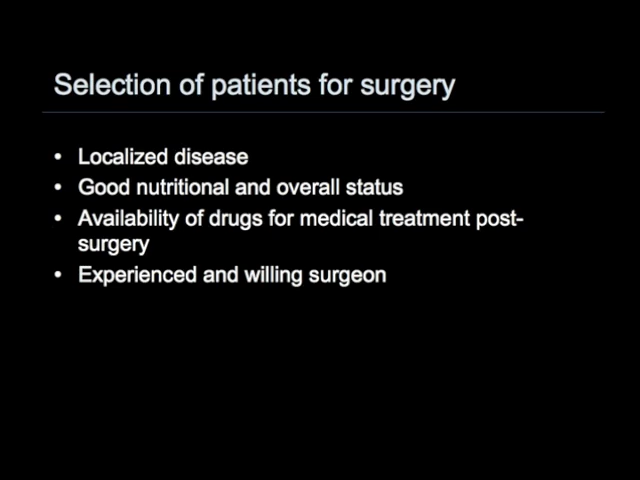 Selection of patients for surgery
• Localized disease
• Good nutritional and overall status
• Availability of drugs for medical treatment post-
surgery
• Experienced and willing surgeon